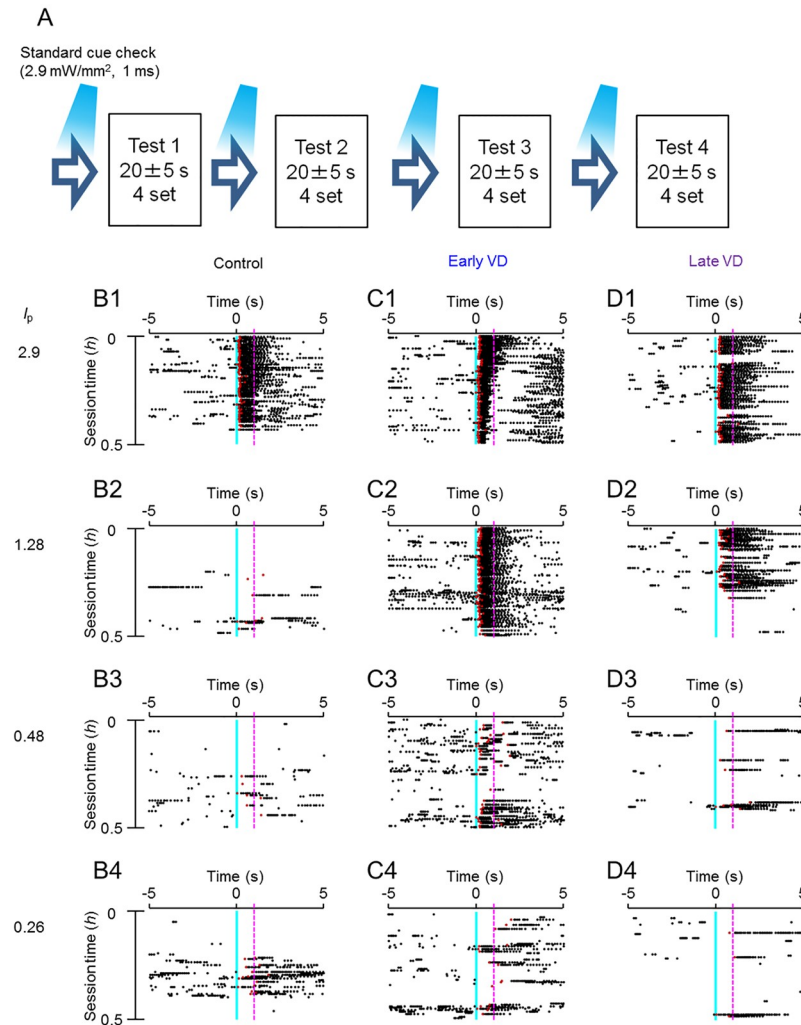 A
Standard cue check
(2.9 mW/mm², 1 ms)
Test 1
20±5 s
4 set
Test 2
20±5 s
4 set
Test 3
20±5 s
4 set
Test 4
20±5 s
4 set
Control
Early VD
Late VD
Ip
B1
Time (s)
-5 0 5
C1
Time (s)
-5 0 5
D1
Time (s)
-5 0 5
2.9
Session time (h)
0
0.5
B2
Time (s)
-5 0 5
C2
Time (s)
-5 0 5
D2
Time (s)
-5 0 5
1.28
Session time (h)
0
0.5
B3
Time (s)
-5 0 5
C3
Time (s)
-5 0 5
D3
Time (s)
-5 0 5
0.48
Session time (h)
0
0.5
B4
Time (s)
-5 0 5
C4
Time (s)
-5 0 5
D4
Time (s)
-5 0 5
0.26
Session time (h)
0
0.5